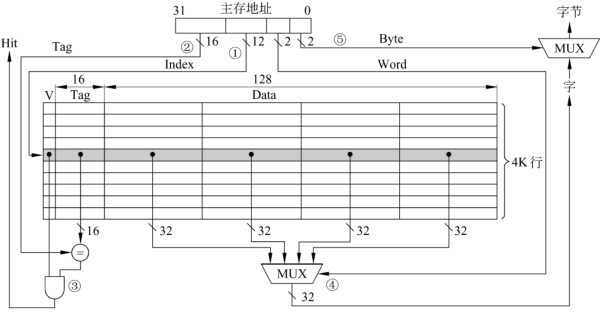 31 主存地址 0
字节
Hit
Tag ② 16 ① 12 2 2 ⑤ Byte MUX
Index Word
16 128 字
V Tag Data
4K 行
16 32 32 32 32
=
③ MUX ④
32